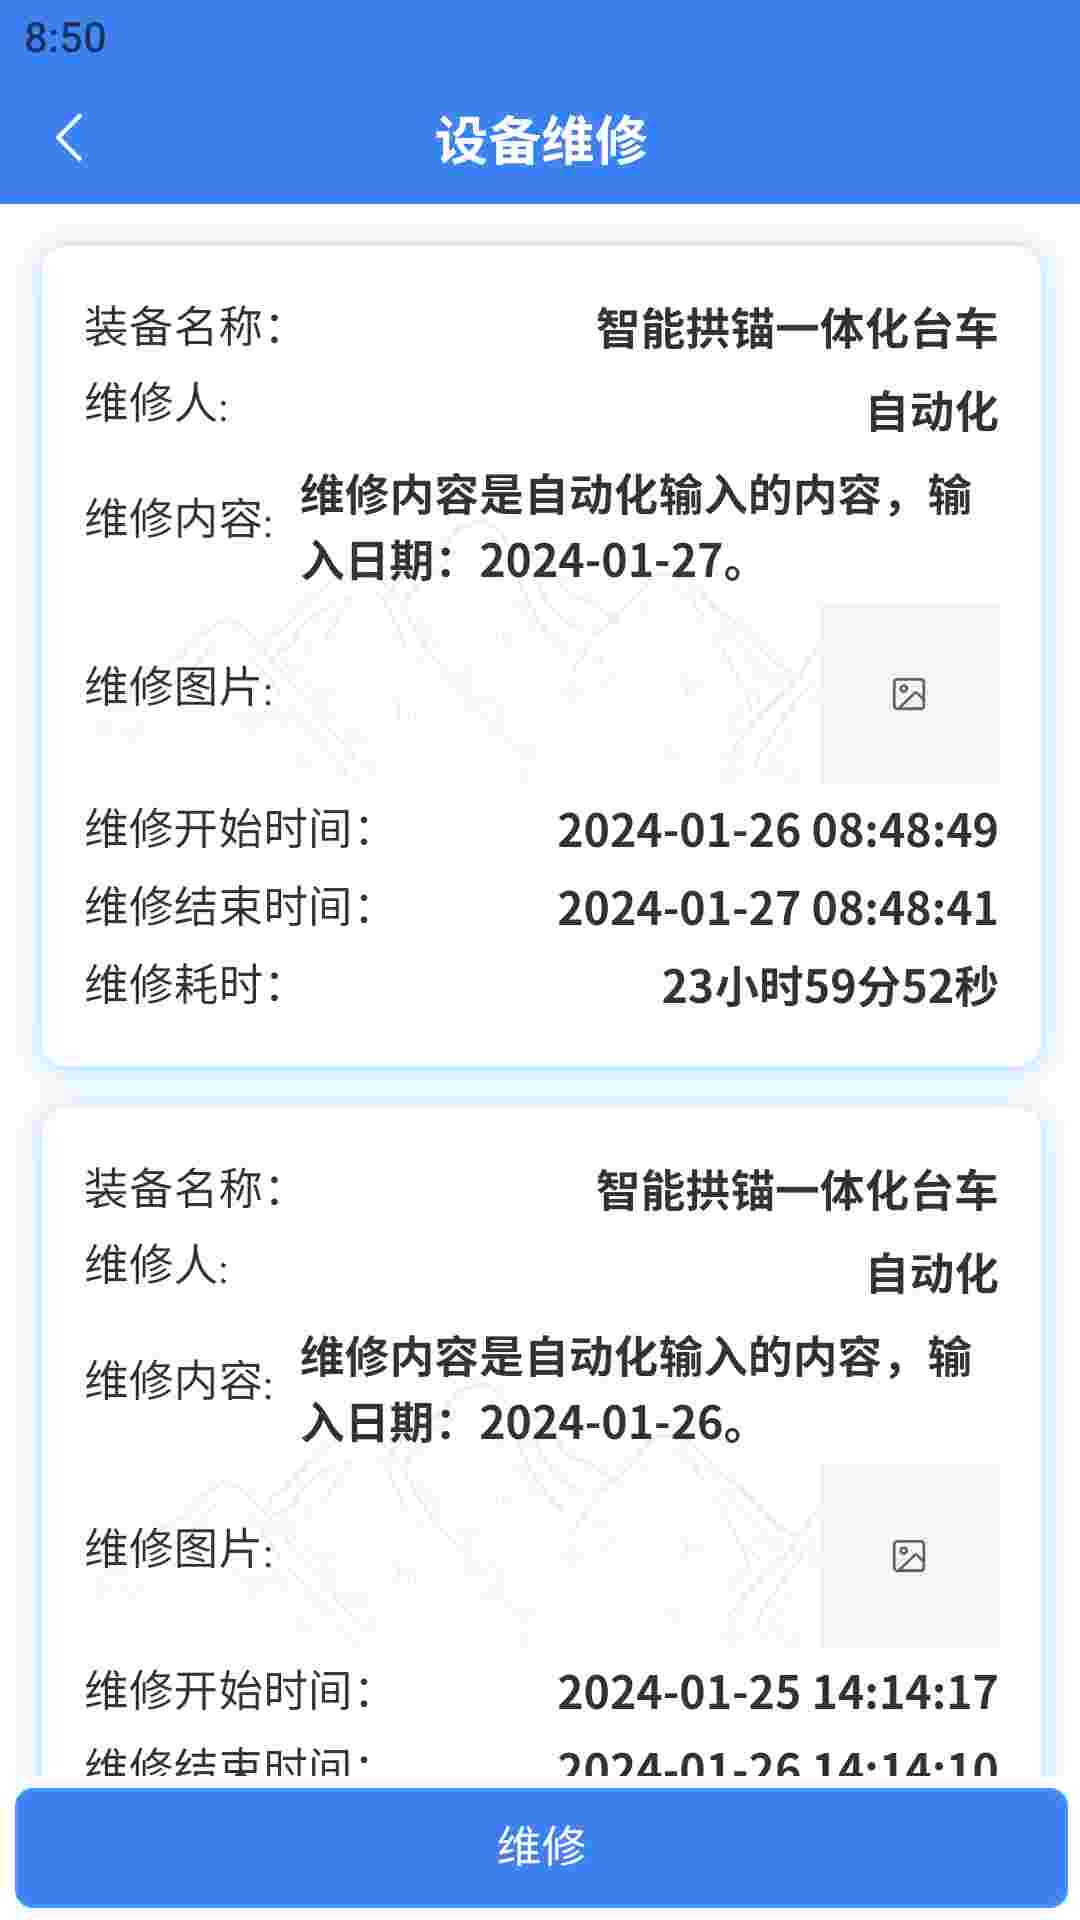 8:50
设备维修
装备名称： 智能拱锚一体化台车
维修人: 自动化
维修内容: 维修内容是自动化输入的内容，输
入日期：2024-01-27。
维修图片:
维修开始时间： 2024-01-26 08:48:49
维修结束时间： 2024-01-27 08:48:41
维修耗时： 23小时59分52秒
装备名称： 智能拱锚一体化台车
维修人: 自动化
维修内容: 维修内容是自动化输入的内容，输
入日期：2024-01-26。
维修图片:
维修开始时间： 2024-01-25 14:14:17
维修结束时间： 2024-01-26 14:14:10
维修